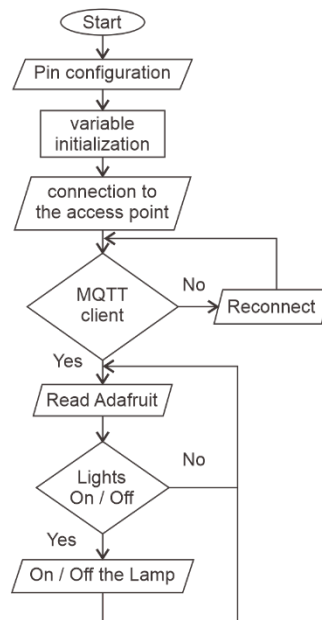 Start
Pin configuration
variable
initialization
connection to
the access point
MQTT
client
No
Reconnect
Yes
Read Adafruit
Lights
On / Off
No
Yes
On / Off the Lamp